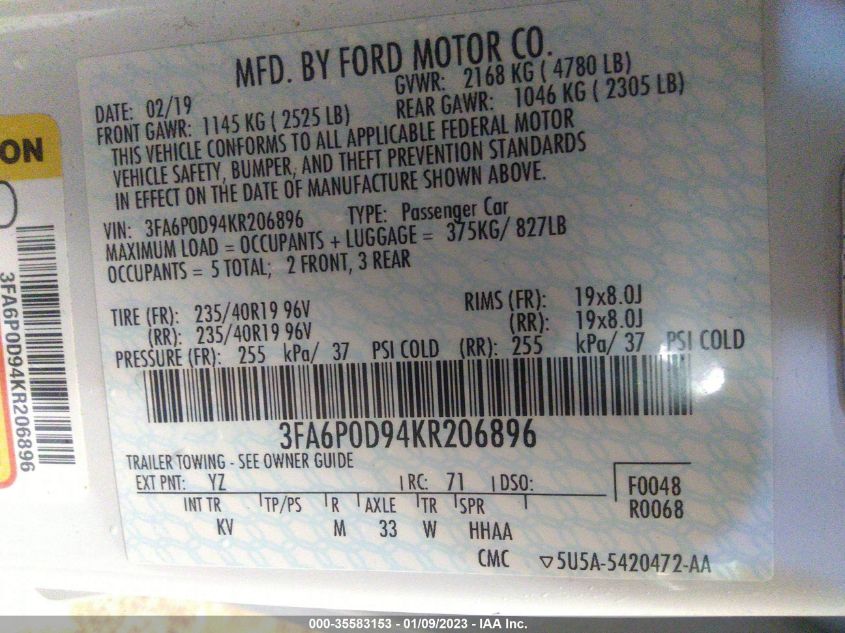 MFD. BY FORD MOTOR CO.
DATE: 02/19 GVWR: 2168 KG ( 4780 LB)
FRONT GAWR: 1145 KG ( 2525 LB) REAR GAWR: 1046 KG ( 2305 LB)
THIS VEHICLE CONFORMS TO ALL APPLICABLE FEDERAL MOTOR
VEHICLE SAFETY, BUMPER, AND THEFT PREVENTION STANDARDS
IN EFFECT ON THE DATE OF MANUFACTURE SHOWN ABOVE.
VIN: 3FA6P0D94KR206896 TYPE: Passenger Car
MAXIMUM LOAD = OCCUPANTS + LUGGAGE = 375KG/ 827LB
OCCUPANTS = 5 TOTAL; 2 FRONT, 3 REAR
TIRE (FR): 235/40R19 96V RIMS (FR): 19x8.0J
(RR): 235/40R19 96V (RR): 19x8.0J
PRESSURE (FR): 255 kPa/ 37 PSI COLD (RR): 255 kPa/ 37 PSI COLD
3FA6P0D94KR206896
TRAILER TOWING - SEE OWNER GUIDE
EXT PNT: YZ RC: 71 DSO: F0048
INT TR TP/PS R AXLE TR SPR R0068
KV M 33 W HHAA
CMC ▽5U5A-5420472-AA
ON
3FA6P0D94KR206896
000-35583153 - 01/09/2023 - IAA Inc.